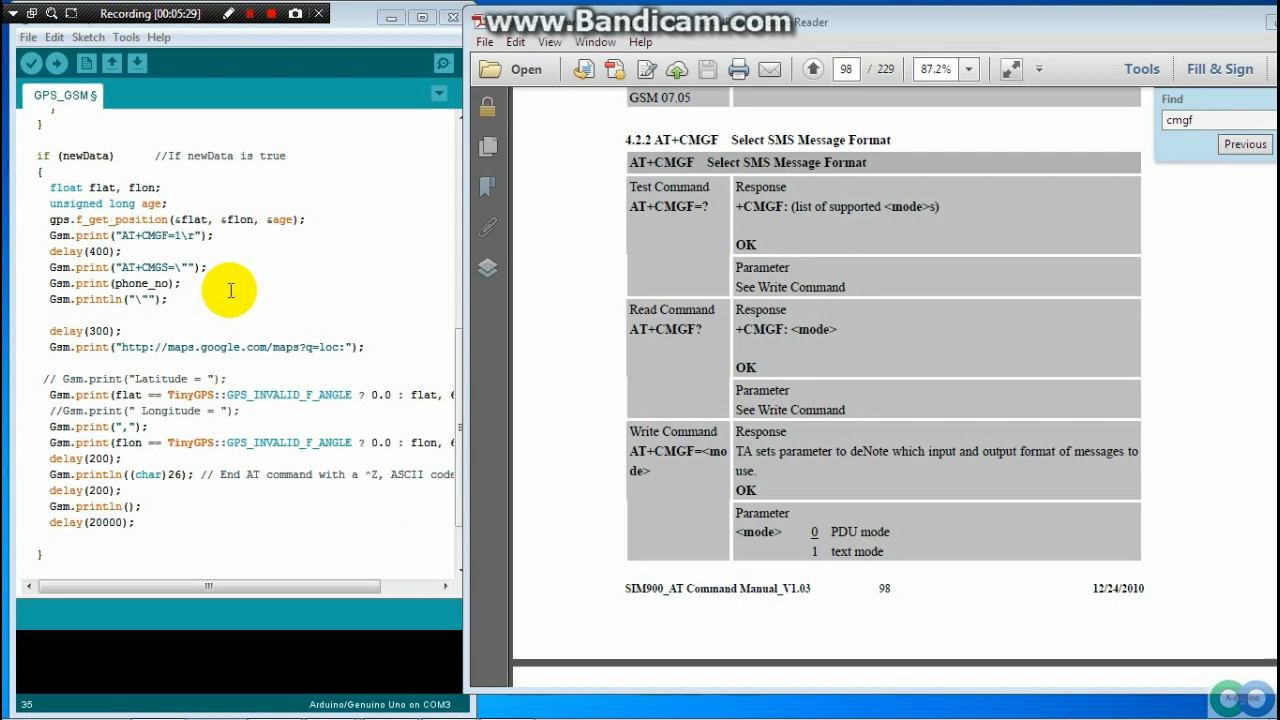 Recording [00:05:29]
www.Bandicam.com
Reader
File Edit Sketch Tools Help
GPS_GSM §
;
}
if (newData) //If newData is true
{
float flat, flon;
unsigned long age;
gps.f_get_position(&flat, &flon, &age);
Gsm.print("AT+CMGF=1\r");
delay(400);
Gsm.print("AT+CMGS=\"");
Gsm.print(phone_no);
Gsm.println("\"");
delay(300);
Gsm.print("http://maps.google.com/maps?q=loc:");
// Gsm.print("Latitude = ");
Gsm.print(flat == TinyGPS::GPS_INVALID_F_ANGLE ? 0.0 : flat, 6
//Gsm.print(" Longitude = ");
Gsm.print(",");
Gsm.print(flon == TinyGPS::GPS_INVALID_F_ANGLE ? 0.0 : flon, 6
delay(200);
Gsm.println((char)26); // End AT command with a ^Z, ASCII code
delay(200);
Gsm.println();
delay(20000);
}
35 Arduino/Genuino Uno on COM3
File Edit View Window Help
Open 98 / 229 87.2% Tools Fill & Sign
Find
cmgf
Previous
GSM 07.05
4.2.2 AT+CMGF Select SMS Message Format
AT+CMGF Select SMS Message Format
Test Command
AT+CMGF=?
Response
+CMGF: (list of supported <mode>s)
OK
Parameter
See Write Command
Read Command
AT+CMGF?
Response
+CMGF: <mode>
OK
Parameter
See Write Command
Write Command
AT+CMGF=<mo
de>
Response
TA sets parameter to deNote which input and output format of messages to
use.
OK
Parameter
<mode> 0 PDU mode
1 text mode
SIM900_AT Command Manual_V1.03 98 12/24/2010